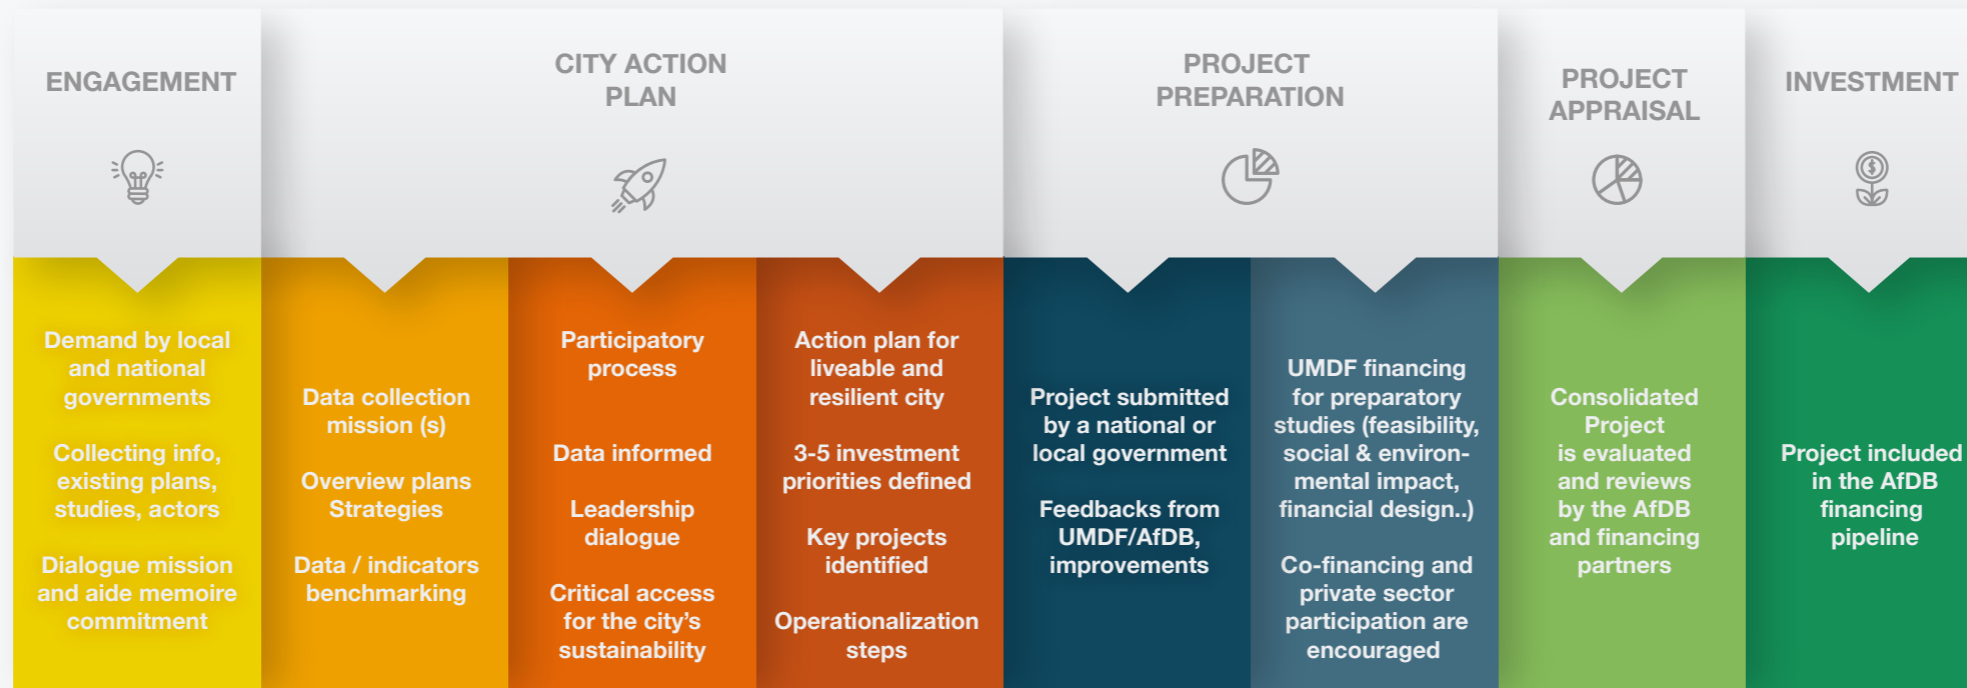 ENGAGEMENT
CITY ACTION
PLAN
PROJECT
PREPARATION
PROJECT
APPRAISAL
INVESTMENT
Demand by local
and national
governments
Collecting info,
existing plans,
studies, actors
Dialogue mission
and aide memoire
commitment
Data collection
mission (s)
Overview plans
Strategies
Data / indicators
benchmarking
Participatory
process
Data informed
Leadership
dialogue
Critical access
for the city's
sustainability
Action plan for
liveable and
resilient city
3-5 investment
priorities defined
Key projects
identified
Operationalization
steps
Project submitted
by a national or
local government
Feedbacks from
UMDF/AfDB,
improvements
UMDF financing
for preparatory
studies (feasibility,
social & environ-
mental impact,
financial design..)
Co-financing and
private sector
participation are
encouraged
Consolidated
Project
is evaluated
and reviews
by the AfDB
and financing
partners
Project included
in the AfDB
financing
pipeline